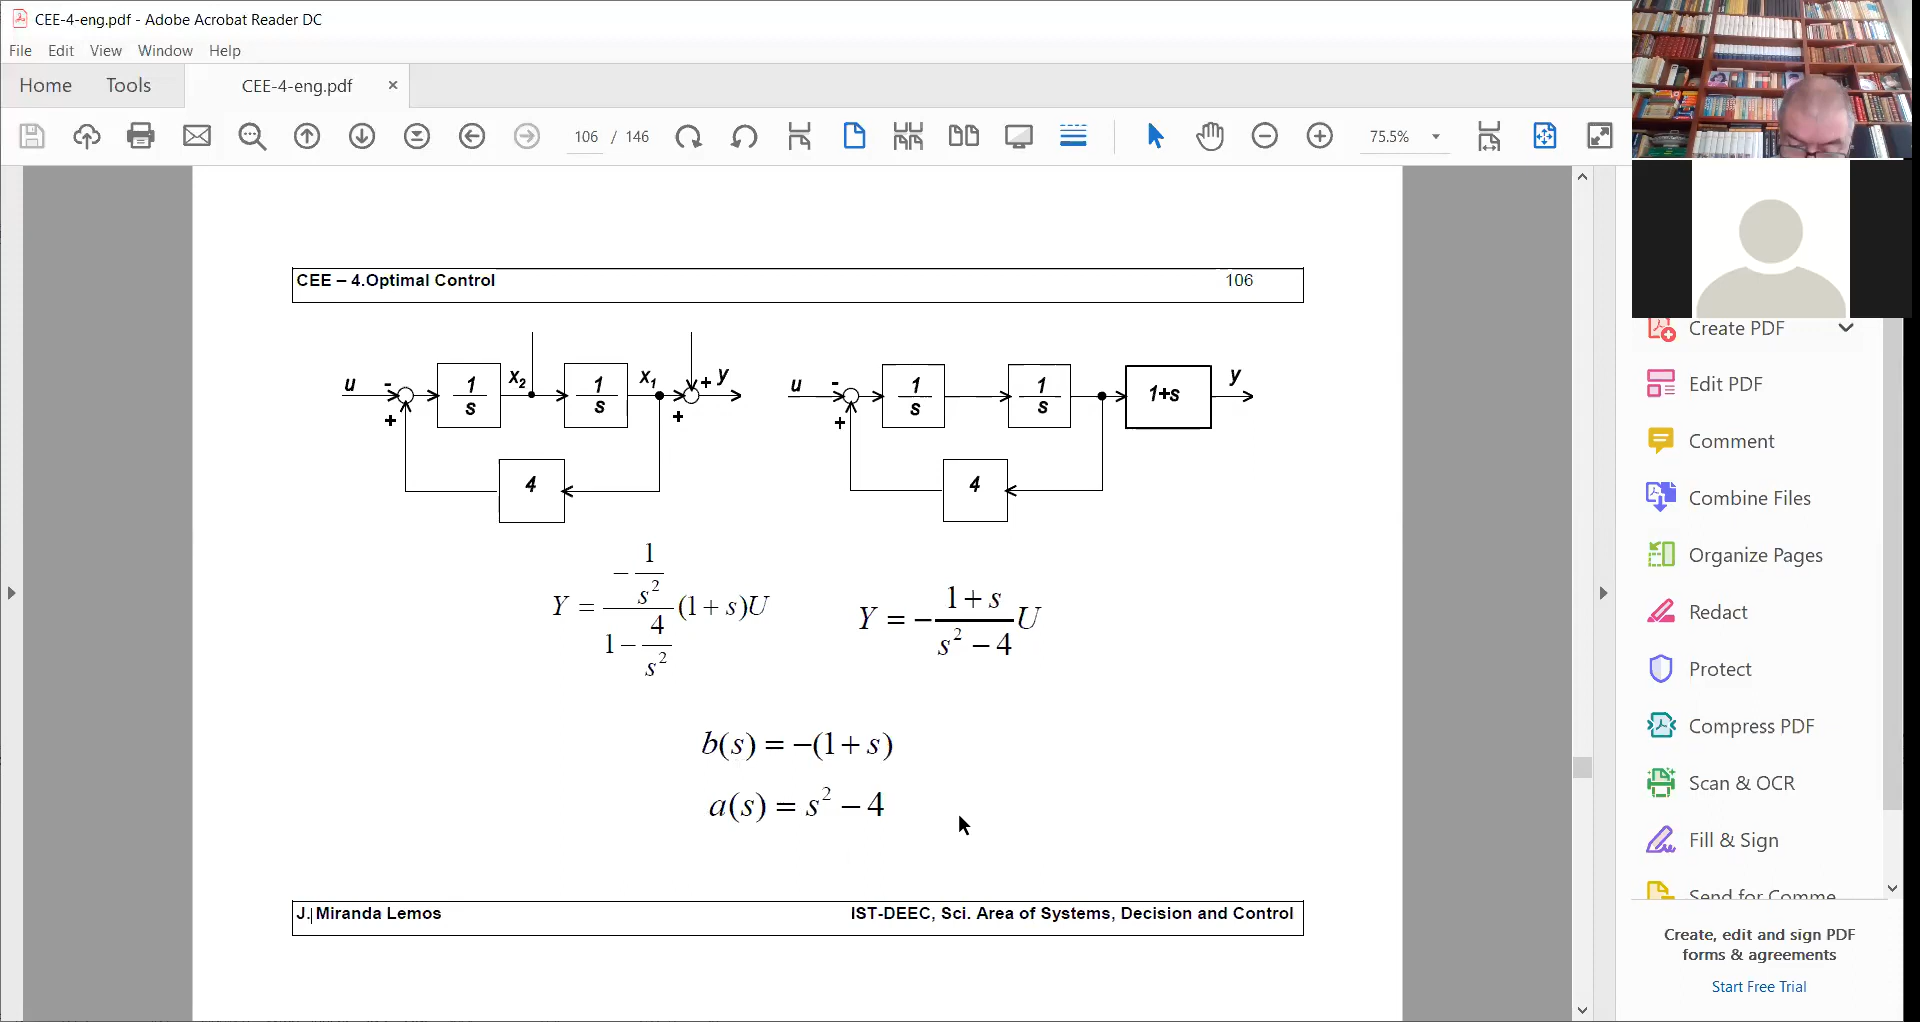 CEE-4-eng.pdf - Adobe Acrobat Reader DC
File Edit View Window Help
Home Tools CEE-4-eng.pdf ×
106 / 146 75.5%
CEE – 4.Optimal Control 106
u - + 1/s x₂ 1/s x₁ + + y 4
u - + 1/s 1/s 1+s y 4
Y = (-1/s²)/(1 - 4/s²) (1 + s)U
Y = - (1 + s)/(s² - 4) U
b(s) = -(1 + s)
a(s) = s² - 4
J. Miranda Lemos IST-DEEC, Sci. Area of Systems, Decision and Control
Create PDF
Edit PDF
Comment
Combine Files
Organize Pages
Redact
Protect
Compress PDF
Scan & OCR
Fill & Sign
Send for Comme
Create, edit and sign PDF
forms & agreements
Start Free Trial